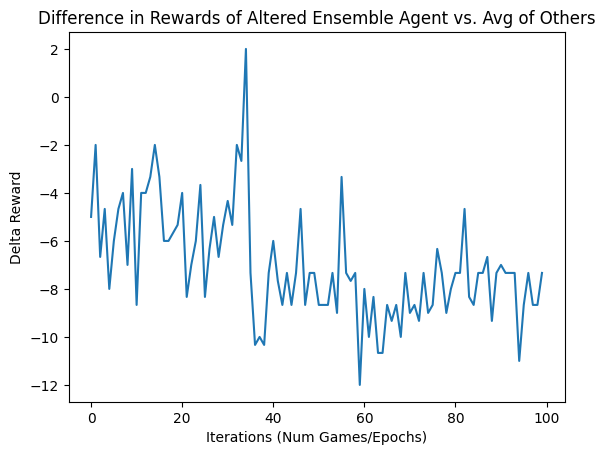 Difference in Rewards of Altered Ensemble Agent vs. Avg of Others
2
0
−2
−4
−6
−8
−10
−12
Delta Reward
0 20 40 60 80 100
Iterations (Num Games/Epochs)